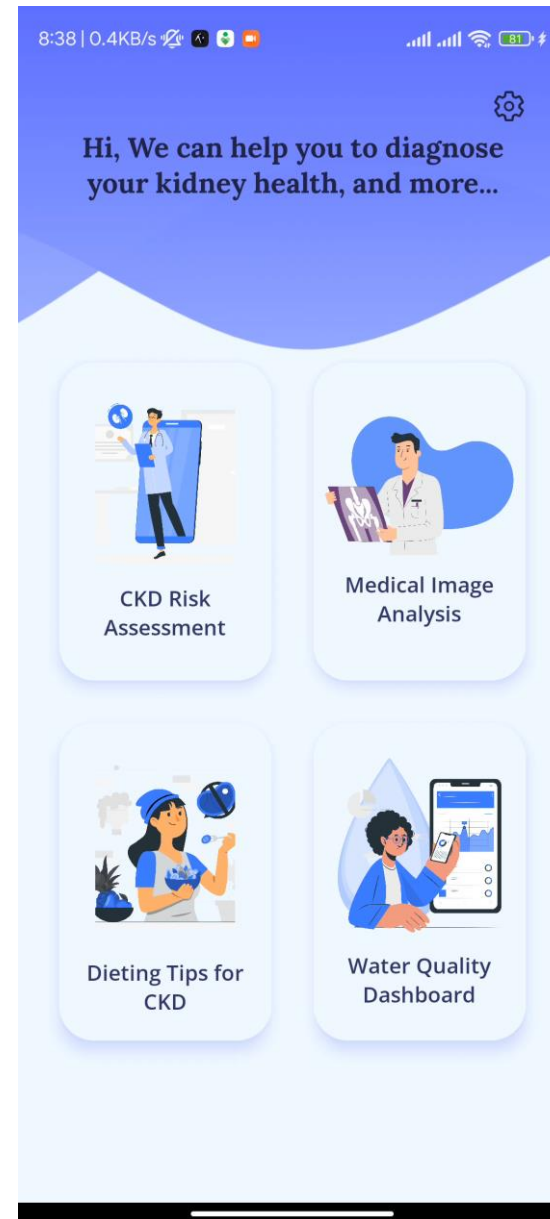 8:38 | 0.4KB/s
81
Hi, We can help you to diagnose
your kidney health, and more...
CKD Risk
Assessment
Medical Image
Analysis
Dieting Tips for
CKD
Water Quality
Dashboard